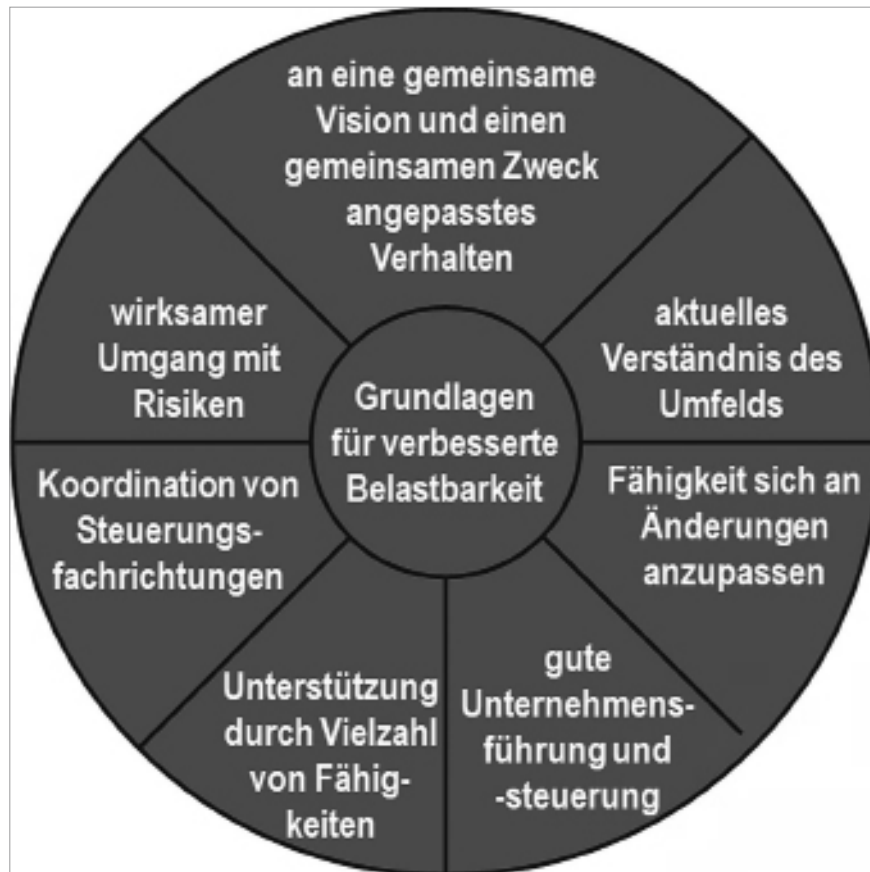 an eine gemeinsame
Vision und einen
gemeinsamen Zweck
angepasstes
Verhalten
aktuelles
Verständnis des
Umfelds
Fähigkeit sich an
Änderungen
anzupassen
gute
Unternehmens-
führung und
-steuerung
Unterstützung
durch Vielzahl
von Fähig-
keiten
Koordination von
Steuerungs-
fachrichtungen
wirksamer
Umgang mit
Risiken
Grundlagen
für verbesserte
Belastbarkeit